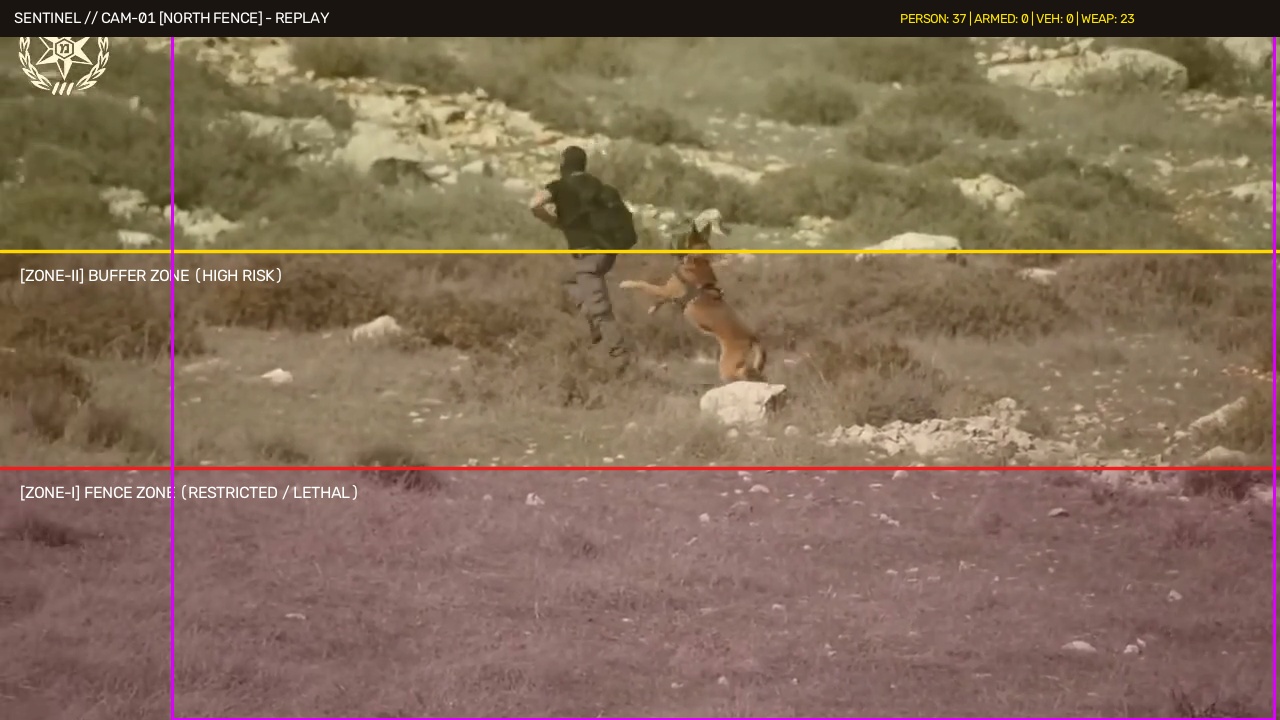 SENTINEL // CAM-01 [NORTH FENCE] - REPLAY
PERSON: 37 | ARMED: 0 | VEH: 0 | WEAP: 23
[ZONE-II] BUFFER ZONE (HIGH RISK)
[ZONE-I] FENCE ZONE (RESTRICTED / LETHAL)